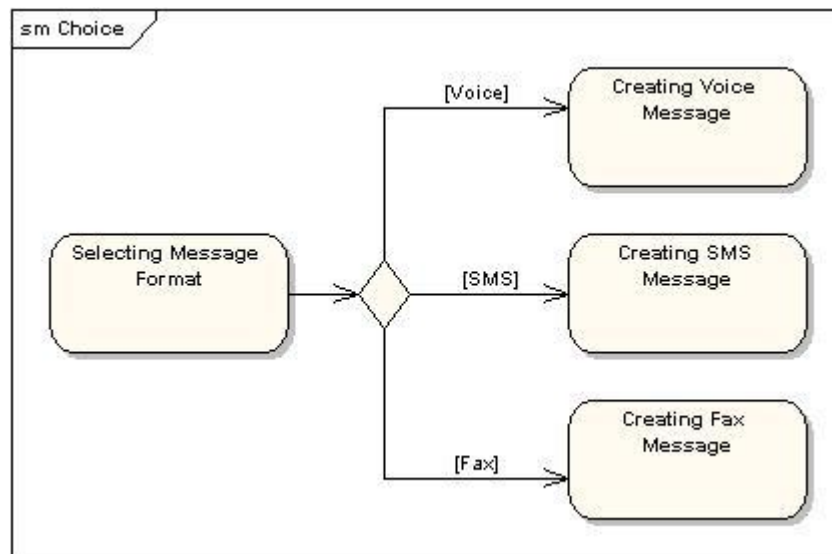 sm Choice
[Voice]
Creating Voice
Message
Selecting Message
Format
[SMS]
Creating SMS
Message
[Fax]
Creating Fax
Message